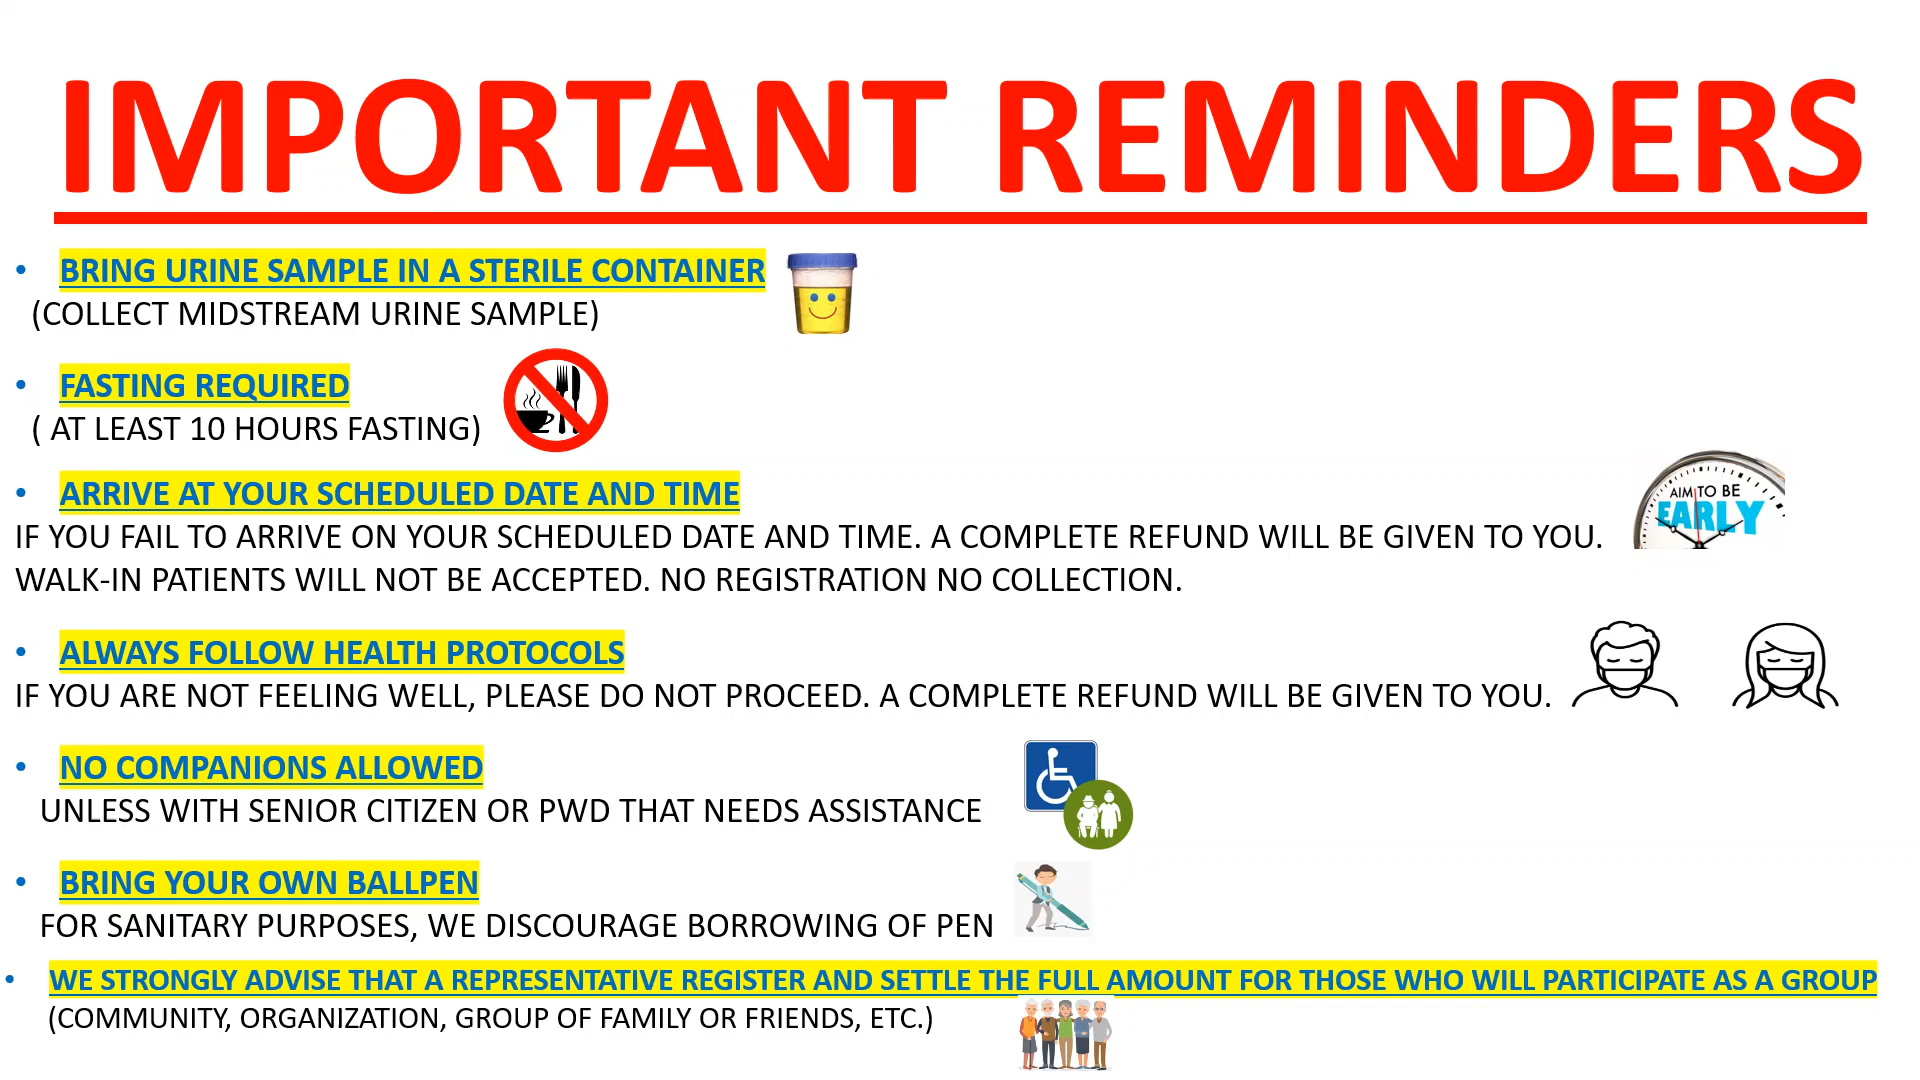 IMPORTANT REMINDERS
• BRING URINE SAMPLE IN A STERILE CONTAINER
(COLLECT MIDSTREAM URINE SAMPLE)
• FASTING REQUIRED
( AT LEAST 10 HOURS FASTING)
• ARRIVE AT YOUR SCHEDULED DATE AND TIME
AIM TO BE
EARLY
IF YOU FAIL TO ARRIVE ON YOUR SCHEDULED DATE AND TIME. A COMPLETE REFUND WILL BE GIVEN TO YOU.
WALK-IN PATIENTS WILL NOT BE ACCEPTED. NO REGISTRATION NO COLLECTION.
• ALWAYS FOLLOW HEALTH PROTOCOLS
IF YOU ARE NOT FEELING WELL, PLEASE DO NOT PROCEED. A COMPLETE REFUND WILL BE GIVEN TO YOU.
• NO COMPANIONS ALLOWED
UNLESS WITH SENIOR CITIZEN OR PWD THAT NEEDS ASSISTANCE
• BRING YOUR OWN BALLPEN
FOR SANITARY PURPOSES, WE DISCOURAGE BORROWING OF PEN
• WE STRONGLY ADVISE THAT A REPRESENTATIVE REGISTER AND SETTLE THE FULL AMOUNT FOR THOSE WHO WILL PARTICIPATE AS A GROUP
(COMMUNITY, ORGANIZATION, GROUP OF FAMILY OR FRIENDS, ETC.)